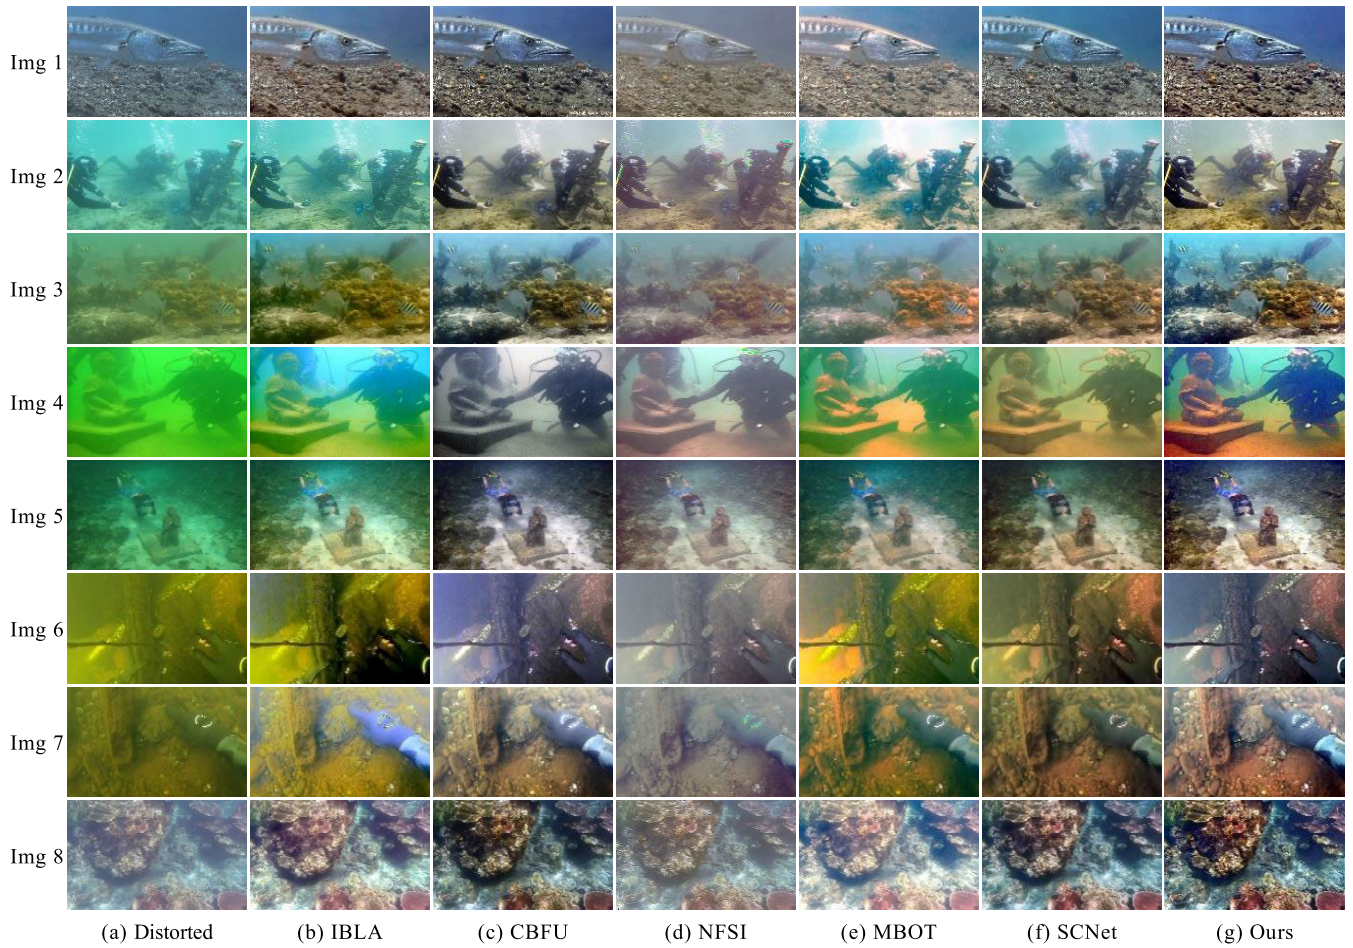 Img 1
Img 2
Img 3
Img 4
Img 5
Img 6
Img 7
Img 8
(a) Distorted (b) IBLA (c) CBFU (d) NFSI (e) MBOT (f) SCNet (g) Ours